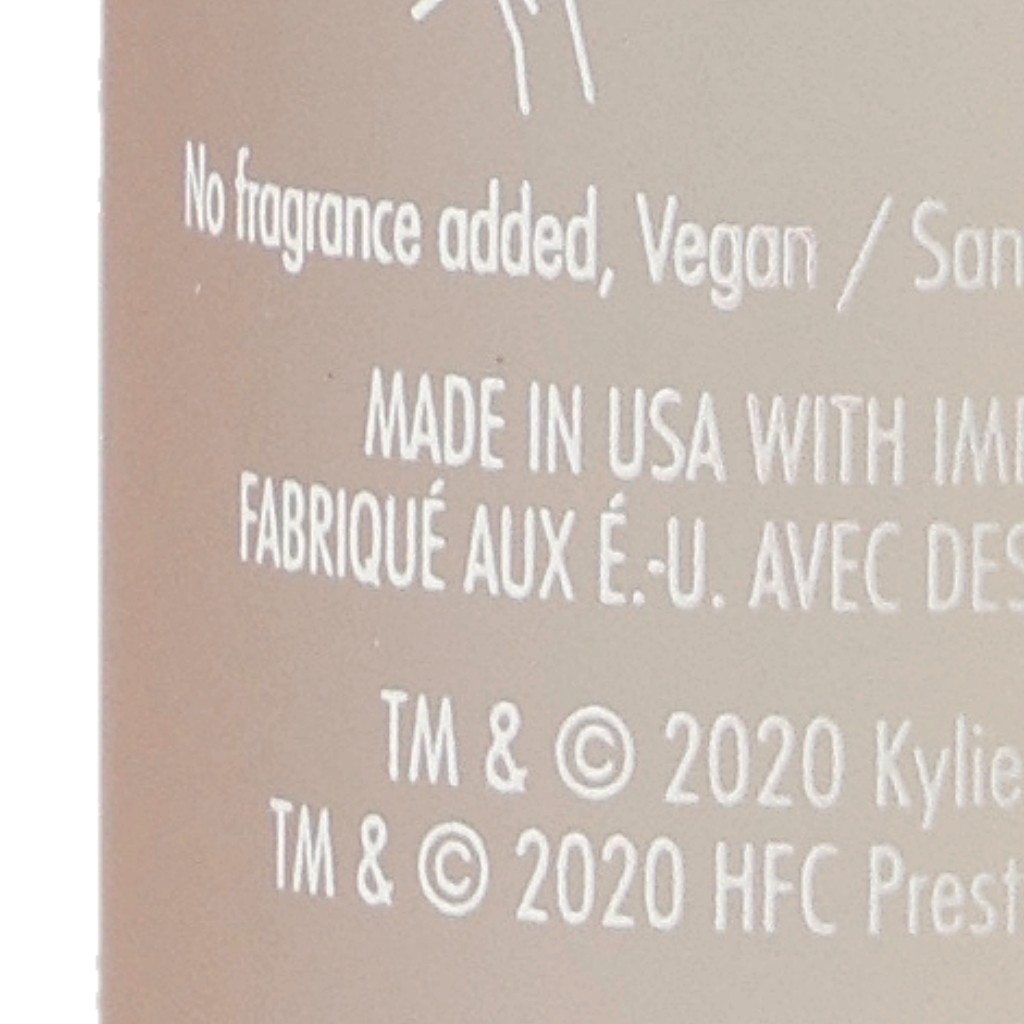 No fragrance added, Vegan / San
MADE IN USA WITH IM
FABRIQUÉ AUX É.-U. AVEC DES
TM & © 2020 Kylie
TM & © 2020 HFC Prest